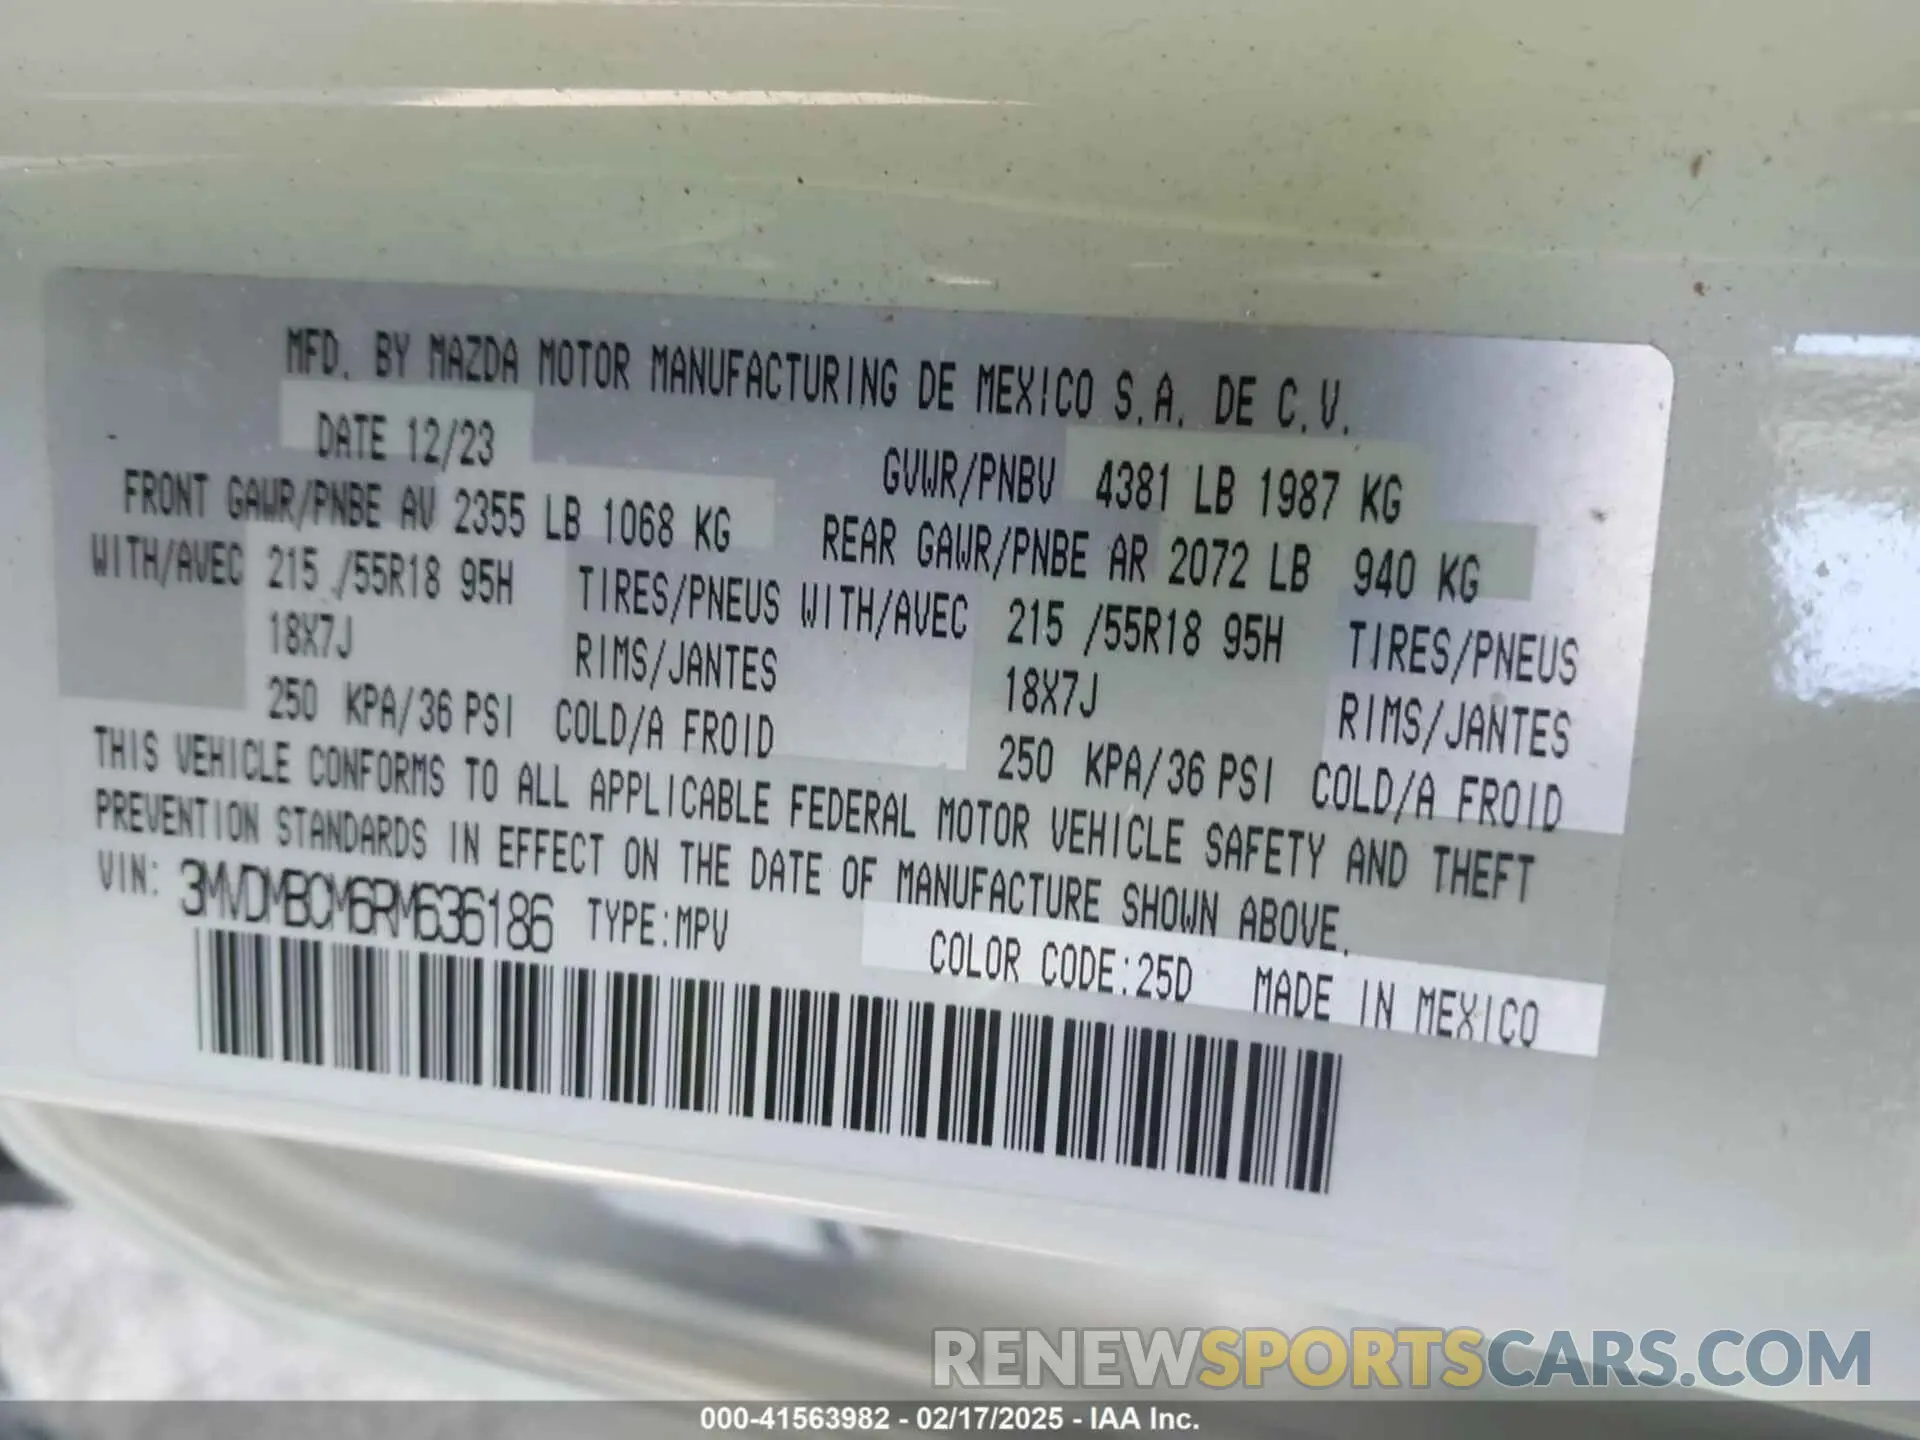 MFD. BY MAZDA MOTOR MANUFACTURING DE MEXICO S.A. DE C.V.
DATE 12/23 GVWR/PNBV 4381 LB 1987 KG
FRONT GAWR/PNBE AV 2355 LB 1068 KG REAR GAWR/PNBE AR 2072 LB 940 KG
WITH/AVEC 215 /55R18 95H TIRES/PNEUS WITH/AVEC 215 /55R18 95H TIRES/PNEUS
18X7J RIMS/JANTES 18X7J RIMS/JANTES
250 KPA/36 PSI COLD/A FROID 250 KPA/36 PSI COLD/A FROID
THIS VEHICLE CONFORMS TO ALL APPLICABLE FEDERAL MOTOR VEHICLE SAFETY AND THEFT
PREVENTION STANDARDS IN EFFECT ON THE DATE OF MANUFACTURE SHOWN ABOVE.
VIN: 3MVDMBCM6RM636186 TYPE:MPV
COLOR CODE:25D MADE IN MEXICO
RENEWSPORTSCARS.COM
000-41563982 - 02/17/2025 - IAA Inc.